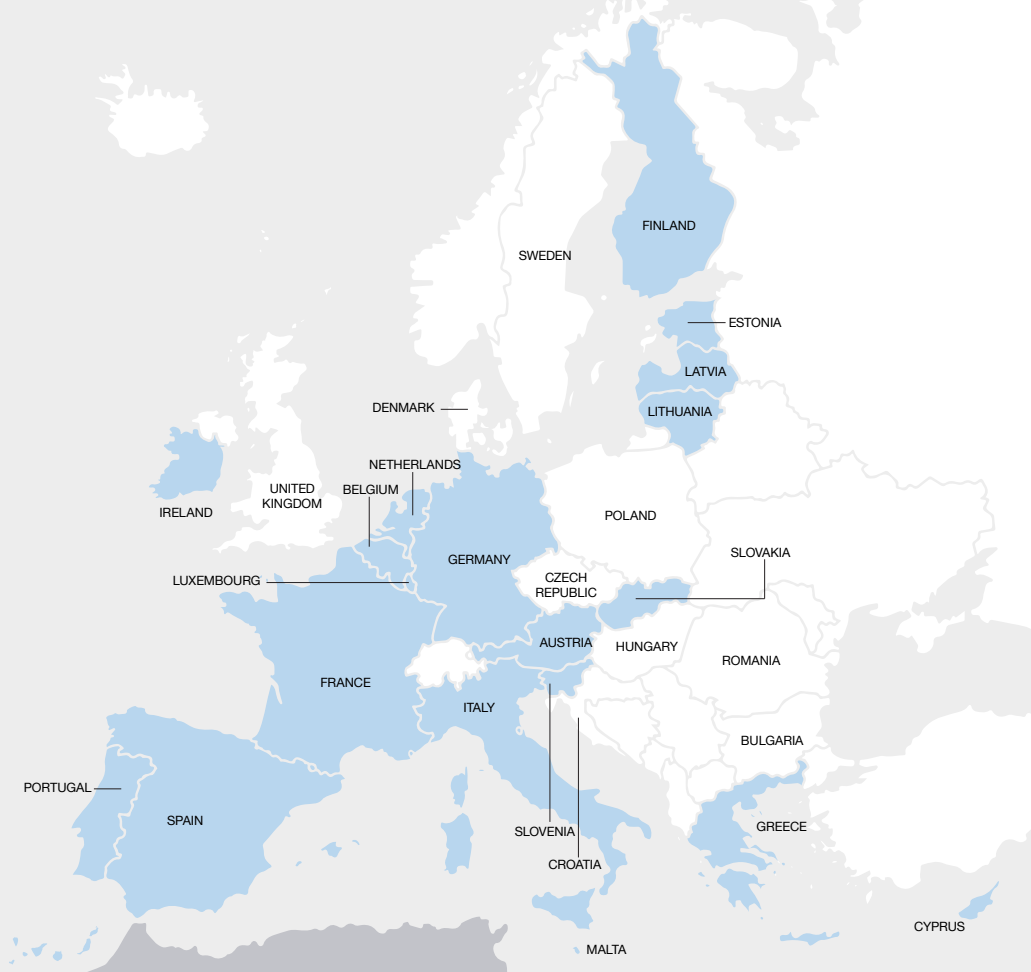 FINLAND
SWEDEN
ESTONIA
LATVIA
DENMARK
LITHUANIA
NETHERLANDS
BELGIUM
UNITED
KINGDOM
IRELAND
POLAND
SLOVAKIA
GERMANY
LUXEMBOURG
CZECH
REPUBLIC
AUSTRIA
HUNGARY
ROMANIA
FRANCE
ITALY
BULGARIA
PORTUGAL
SPAIN
GREECE
SLOVENIA
CROATIA
CYPRUS
MALTA